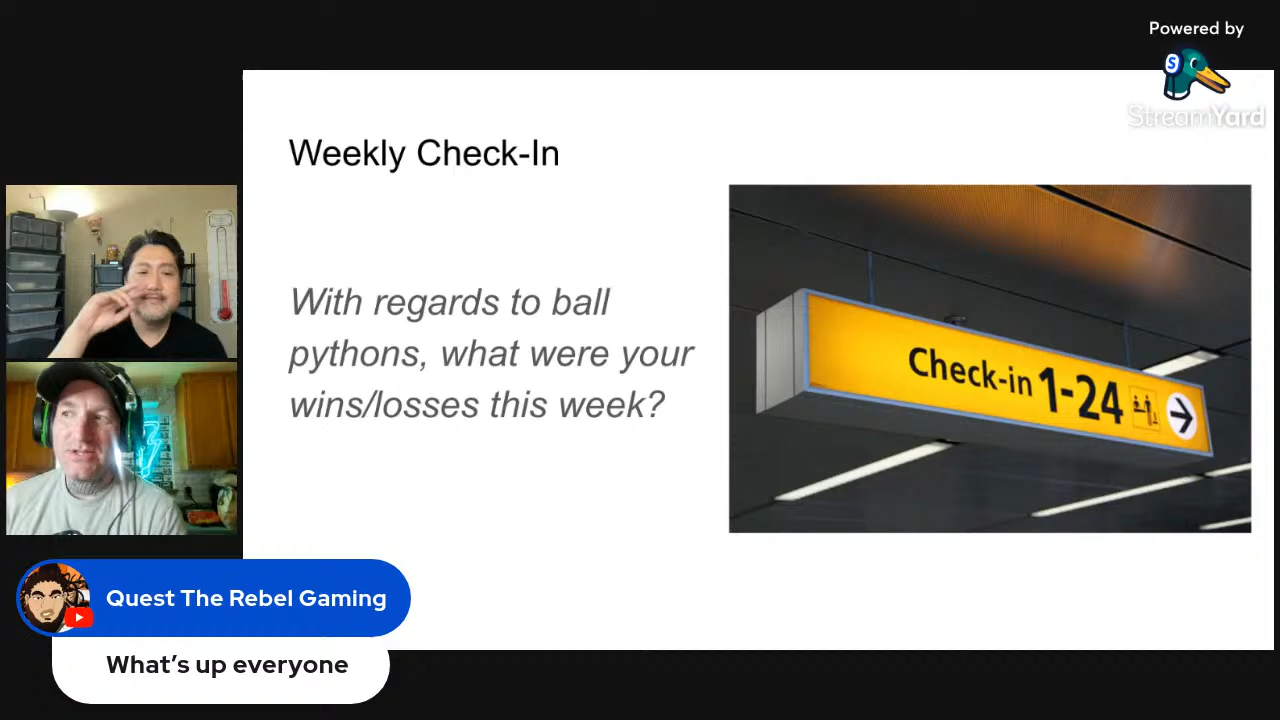 Powered by
StreamYard
Weekly Check-In
With regards to ball
pythons, what were your
wins/losses this week?
Check-in 1-24
Quest The Rebel Gaming
What’s up everyone